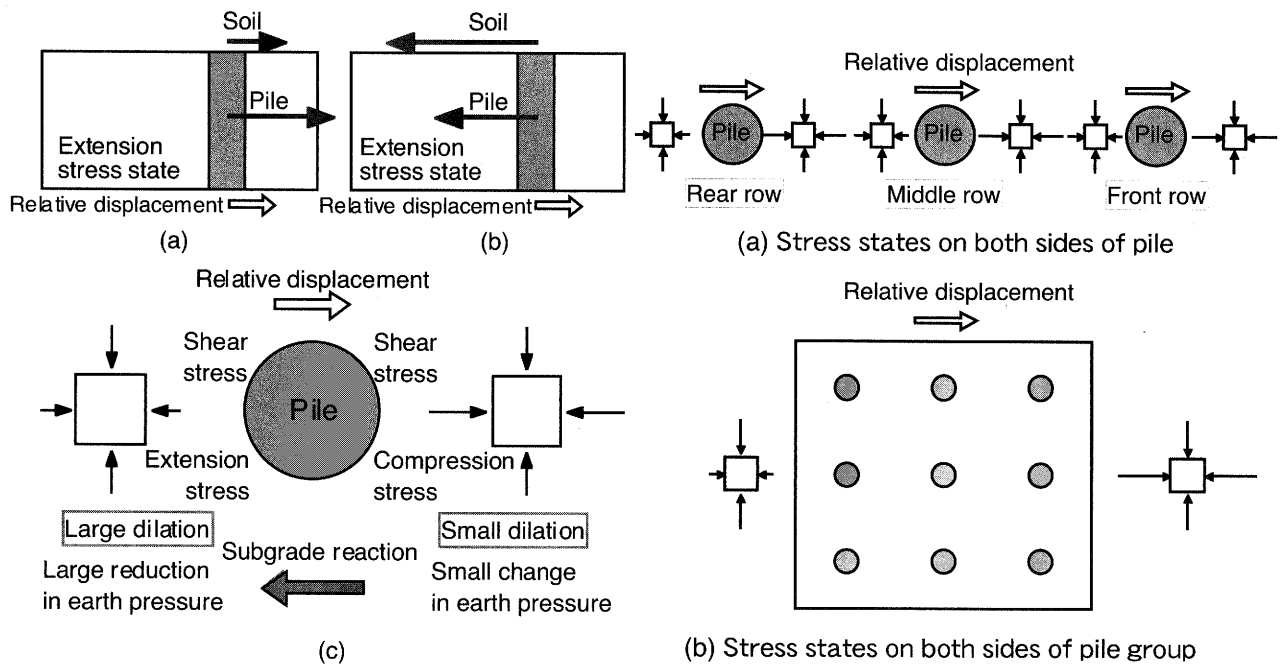 Soil
Pile
Extension
stress state
Relative displacement
(a)
Soil
Pile
Extension
stress state
Relative displacement
(b)
Relative displacement
Shear
stress
Shear
stress
Pile
Extension
stress
Compression
stress
Large dilation
Small dilation
Subgrade reaction
Large reduction
in earth pressure
Small change
in earth pressure
(c)
Relative displacement
Pile
Pile
Pile
Rear row
Middle row
Front row
(a) Stress states on both sides of pile
Relative displacement
(b) Stress states on both sides of pile group